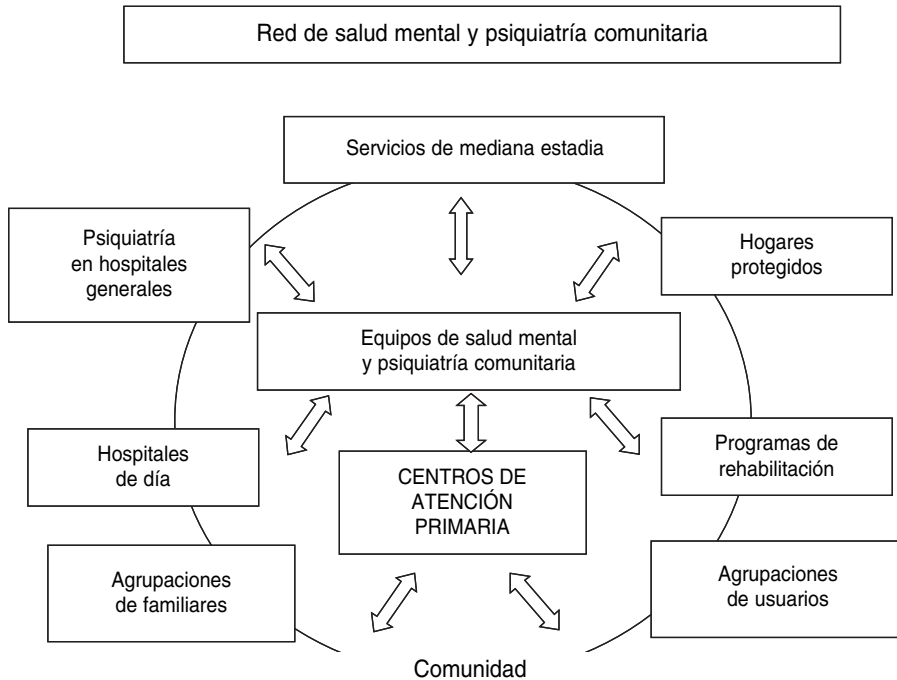 Red de salud mental y psiquiatría comunitaria
Servicios de mediana estadia
Psiquiatría
en hospitales
generales
Hogares
protegidos
Equipos de salud mental
y psiquiatría comunitaria
Hospitales
de día
CENTROS DE
ATENCIÓN
PRIMARIA
Programas de
rehabilitación
Agrupaciones
de familiares
Agrupaciones
de usuarios
Comunidad